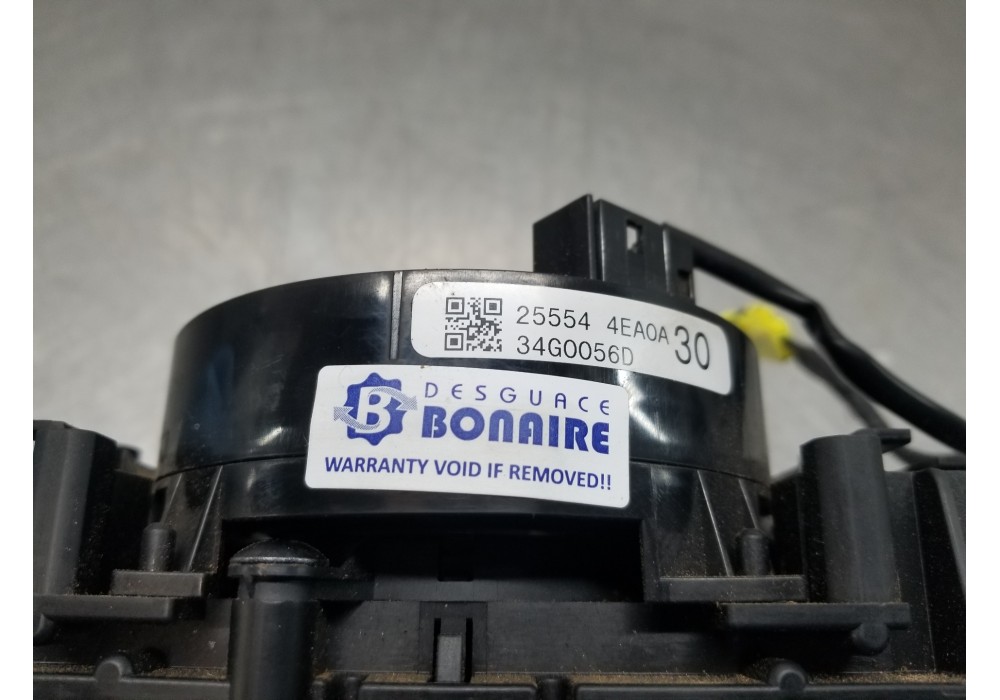 25554 4EA0A 30
34G0056D
B DESGUACE
BONAIRE
WARRANTY VOID IF REMOVED!!